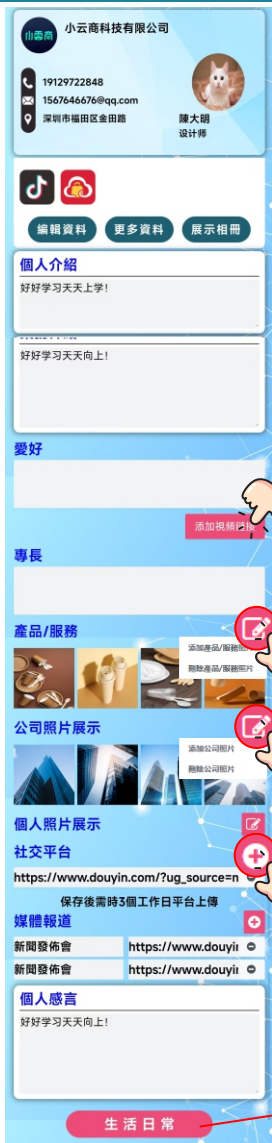 小云商
小云商科技有限公司
19129722848
1567646676@qq.com
深圳市福田区金田路
陳大明
设计师
編輯資料
更多資料
展示相冊
個人介紹
好好学习天天上学!
好好学习天天向上!
愛好
添加視頻鏈接
專長
產品/服務
添加產品/服務照片
刪除產品/服務照片
公司照片展示
添加公司照片
刪除公司照片
個人照片展示
社交平台
https://www.douyin.com/?ug_source=n
保存後需時3個工作日平台上傳
媒體報道
新聞發佈會 https://www.douyii
新聞發佈會 https://www.douyii
個人感言
好好学习天天向上!
生活日常